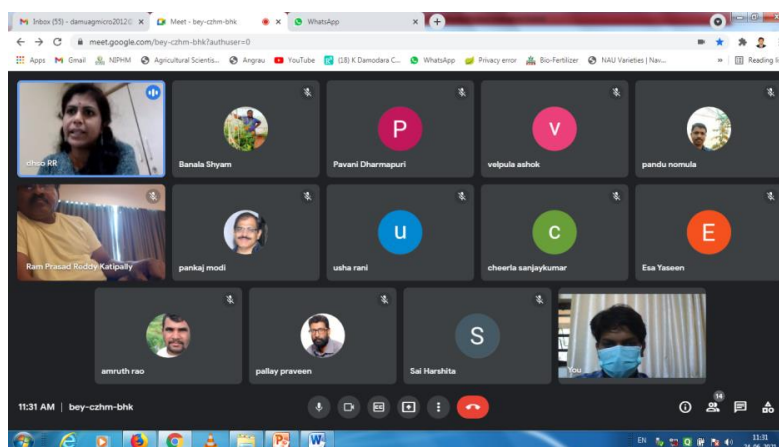 Inbox (55) - damuagmicro2012@
Meet - bey-czhm-bhk
WhatsApp
meet.google.com/bey-czhm-bhk?authuser=0
Apps
Gmail
NIPHM
Agricultural Scientis...
Angrau
YouTube
(18) K Damodara C...
WhatsApp
Privacy error
Bio-Fertilizer
NAU Varieties | Nav...
»
Reading li
dhso RR
Banala Shyam
P
Pavani Dharmapuri
v
velpula ashok
pandu nomula
Ram Prasad Reddy Katipally
pankaj modi
u
usha rani
c
cheerla sanjaykumar
E
Esa Yaseen
amruth rao
pallay praveen
S
Sai Harshita
You
11:31 AM | bey-czhm-bhk
14
EN
11:31